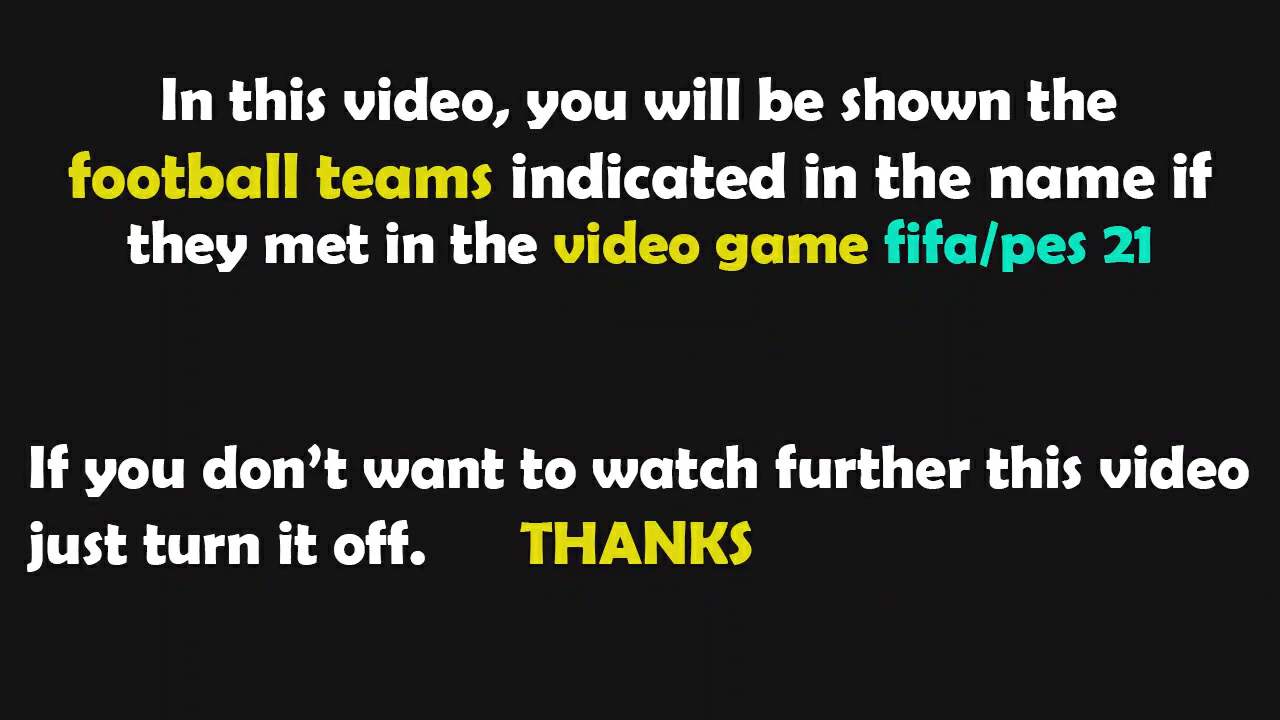 In this video, you will be shown the
football teams indicated in the name if
they met in the video game fifa/pes 21
If you don't want to watch further this video
just turn it off. THANKS